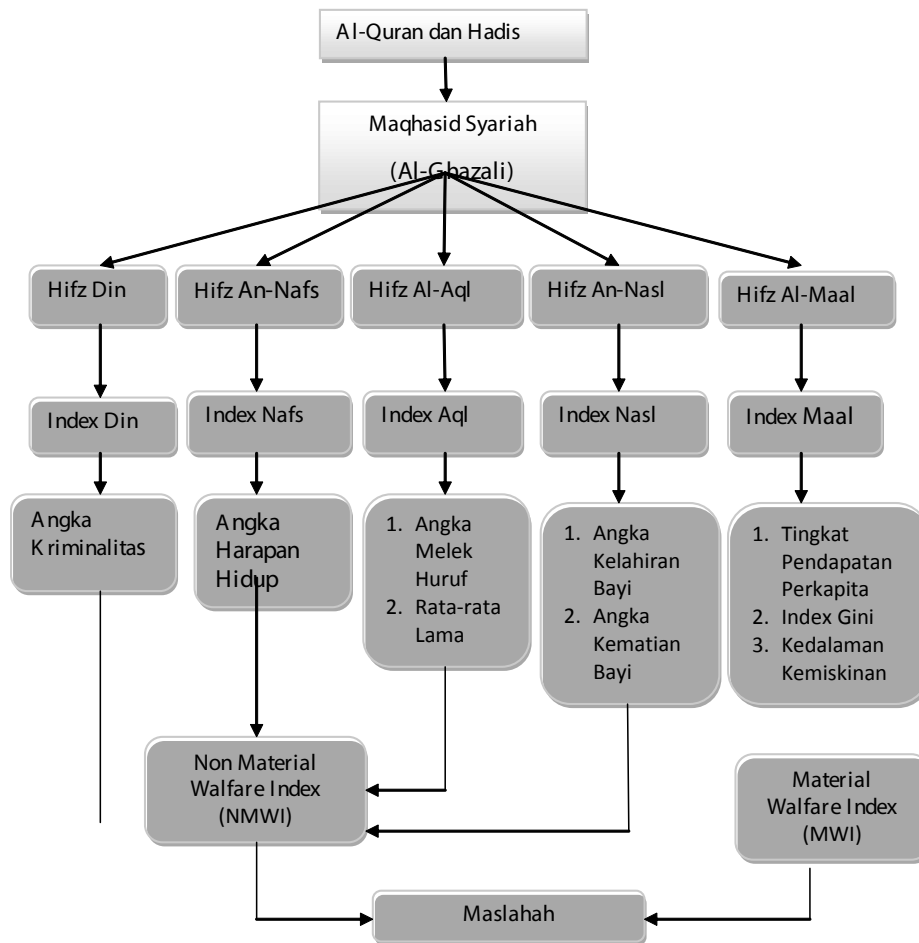 Al-Quran dan Hadis
Maqhasid Syariah
(Al-Ghazali)
Hifz Din
Hifz An-Nafs
Hifz Al-Aql
Hifz An-Nasl
Hifz Al-Maal
Index Din
Index Nafs
Index Aql
Index Nasl
Index Maal
Angka
Kriminalitas
Angka
Harapan
Hidup
1. Angka
Melek
Huruf
2. Rata-rata
Lama
1. Angka
Kelahiran
Bayi
2. Angka
Kematian
Bayi
1. Tingkat
Pendapatan
Perkapita
2. Index Gini
3. Kedalaman
Kemiskinan
Non Material
Walfare Index
(NMWI)
Material
Walfare Index
(MWI)
Maslahah